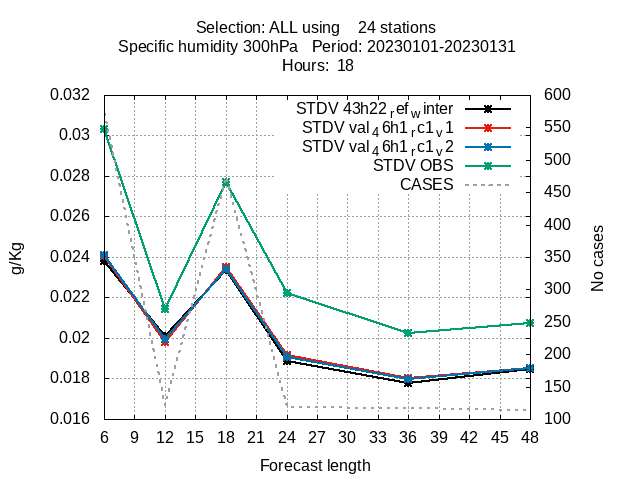 Selection: ALL using    24 stations
Specific humidity 300hPa   Period: 20230101-20230131
Hours:  18
STDV 43h22refwinter
STDV val46h1rc1v1
STDV val46h1rc1v2
STDV OBS
CASES
0.032
0.03
0.028
0.026
0.024
0.022
0.02
0.018
0.016
g/Kg
600
550
500
450
400
350
300
250
200
150
100
No cases
6 9 12 15 18 21 24 27 30 33 36 39 42 45 48
Forecast length